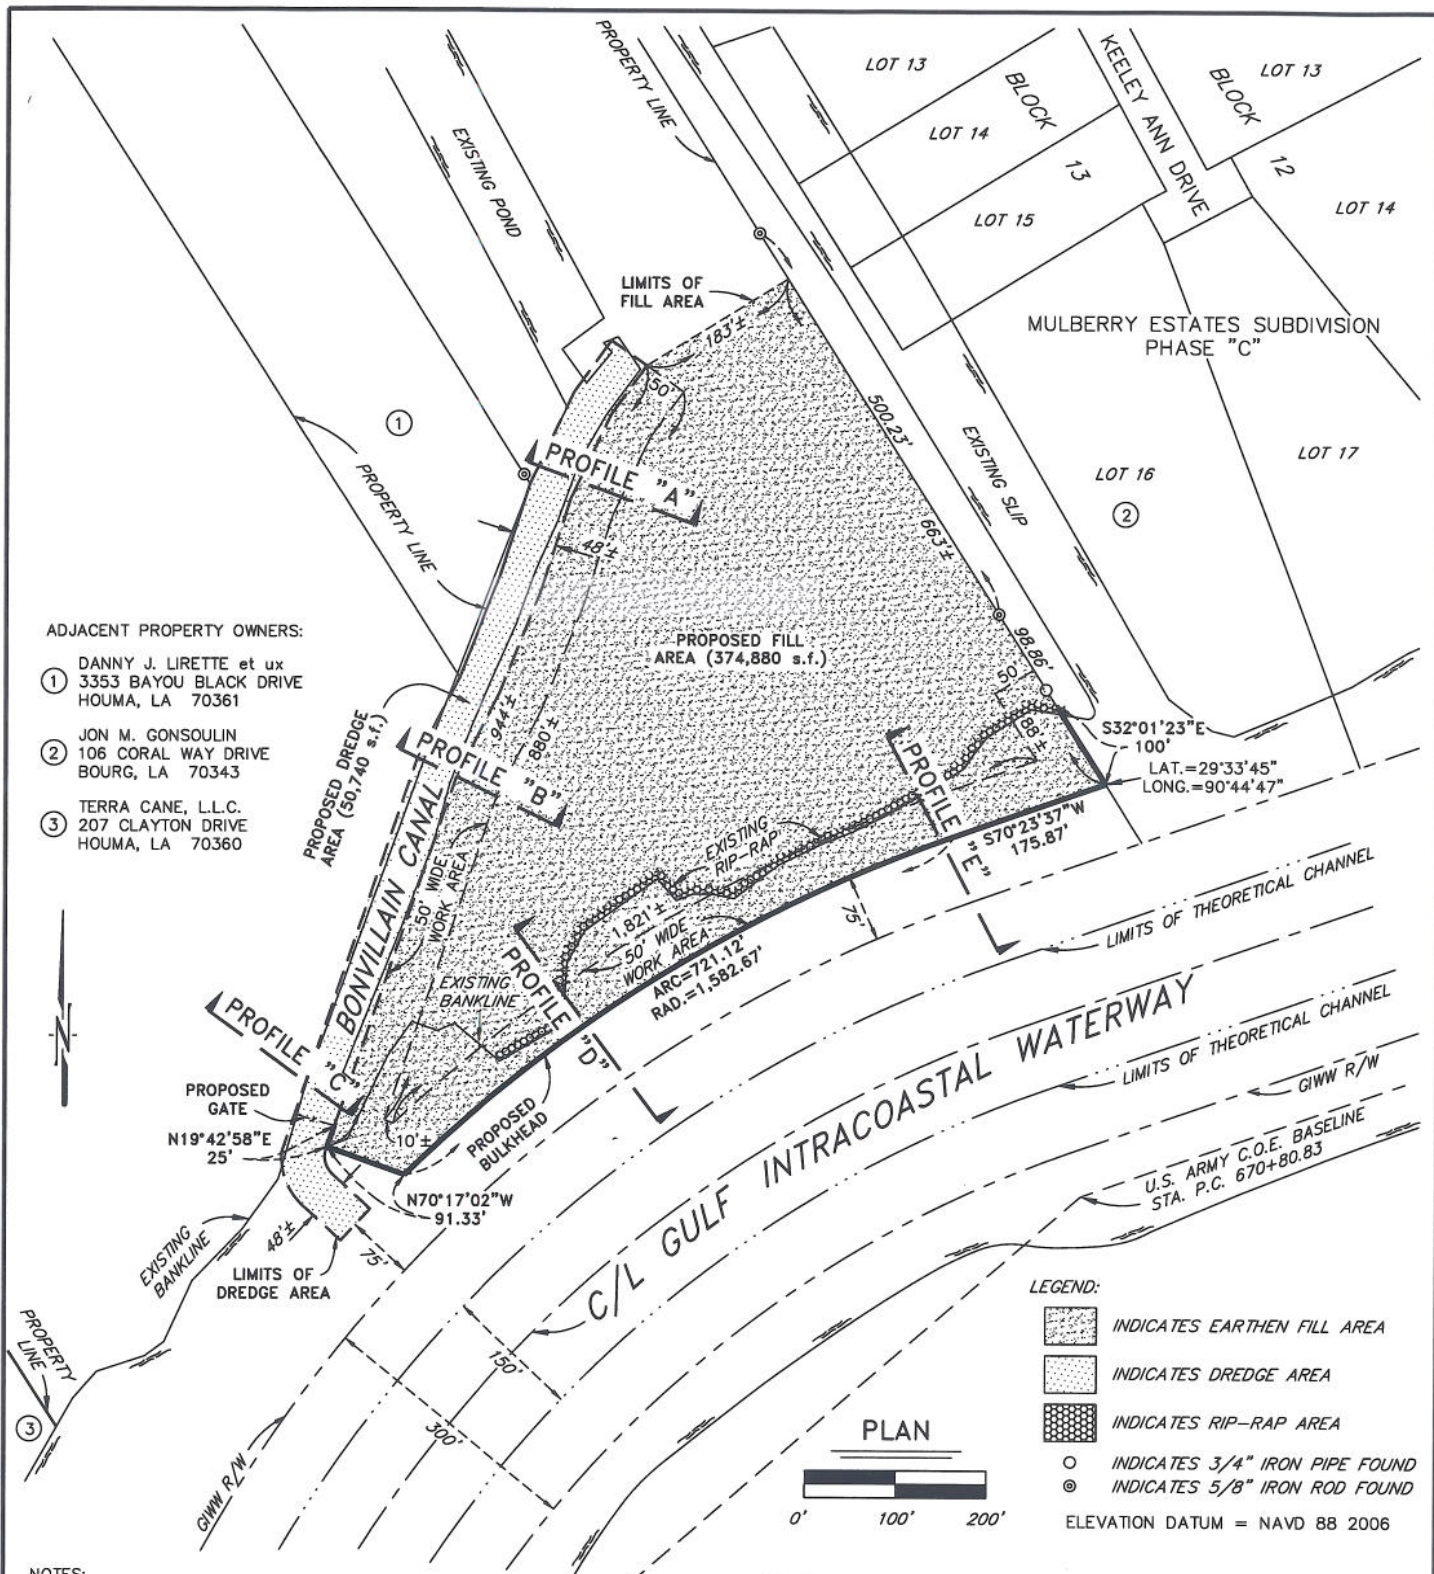 PROPERTY LINE
EXISTING POND
LOT 13
BLOCK
KEELEY ANN DRIVE
BLOCK
LOT 13
LOT 14
13
12
LOT 15
LOT 14
LIMITS OF
FILL AREA
183'±
MULBERRY ESTATES SUBDIVISION
PHASE "C"
50'
500.23'
1
PROFILE "A"
EXISTING SLIP
LOT 16
LOT 17
2
PROPERTY LINE
48'±
663'±
ADJACENT PROPERTY OWNERS:
1
DANNY J. LIRETTE et ux
3353 BAYOU BLACK DRIVE
HOUMA, LA 70361
2
JON M. GONSOULIN
106 CORAL WAY DRIVE
BOURG, LA 70343
3
TERRA CANE, L.L.C.
207 CLAYTON DRIVE
HOUMA, LA 70360
PROPOSED FILL
AREA (374,880 s.f.)
98.86'
50'
88'±
S32°01'23"E
100'
LAT.=29°33'45"
LONG.=90°44'47"
PROPOSED DREDGE
AREA (50,740 s.f.)
944'±
880'±
PROFILE "B"
PROFILE "E"
S70°23'37"W
175.87'
EXISTING
RIP-RAP
BONVILLAIN CANAL
50' WIDE
WORK AREA
1,821'±
50' WIDE
WORK AREA
ARC=721.12'
RAD.=1,582.67'
75'
LIMITS OF THEORETICAL CHANNEL
EXISTING
BANKLINE
PROFILE "D"
PROFILE "C"
PROPOSED
GATE
N19°42'58"E
25'
10'±
PROPOSED
BULKHEAD
N70°17'02"W
91.33'
C/L GULF INTRACOASTAL WATERWAY
LIMITS OF THEORETICAL CHANNEL
GIWW R/W
U.S. ARMY C.O.E. BASELINE
STA. P.C. 670+80.83
N
EXISTING
BANKLINE
48'±
75'
LIMITS OF
DREDGE AREA
PROPERTY
LINE
3
150'
300'
GIWW R/W
LEGEND:
INDICATES EARTHEN FILL AREA
INDICATES DREDGE AREA
INDICATES RIP-RAP AREA
INDICATES 3/4" IRON PIPE FOUND
INDICATES 5/8" IRON ROD FOUND
ELEVATION DATUM = NAVD 88 2006
PLAN
0' 100' 200'
NOTES: